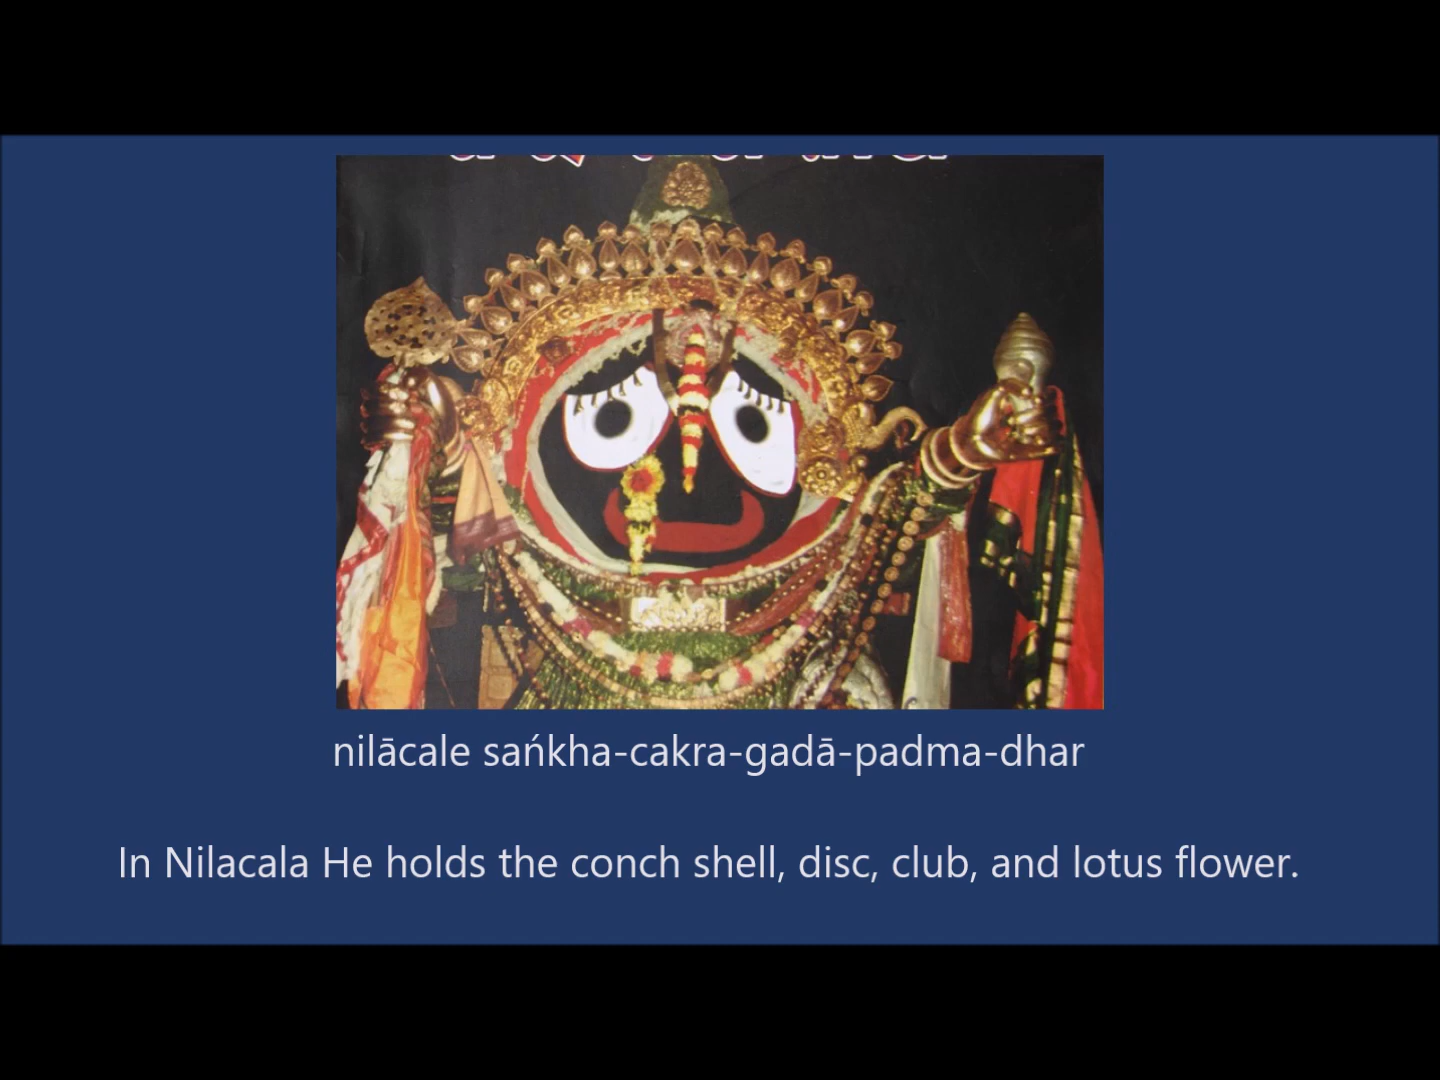 nilācale sańkha-cakra-gadā-padma-dhar
In Nilacala He holds the conch shell, disc, club, and lotus flower.